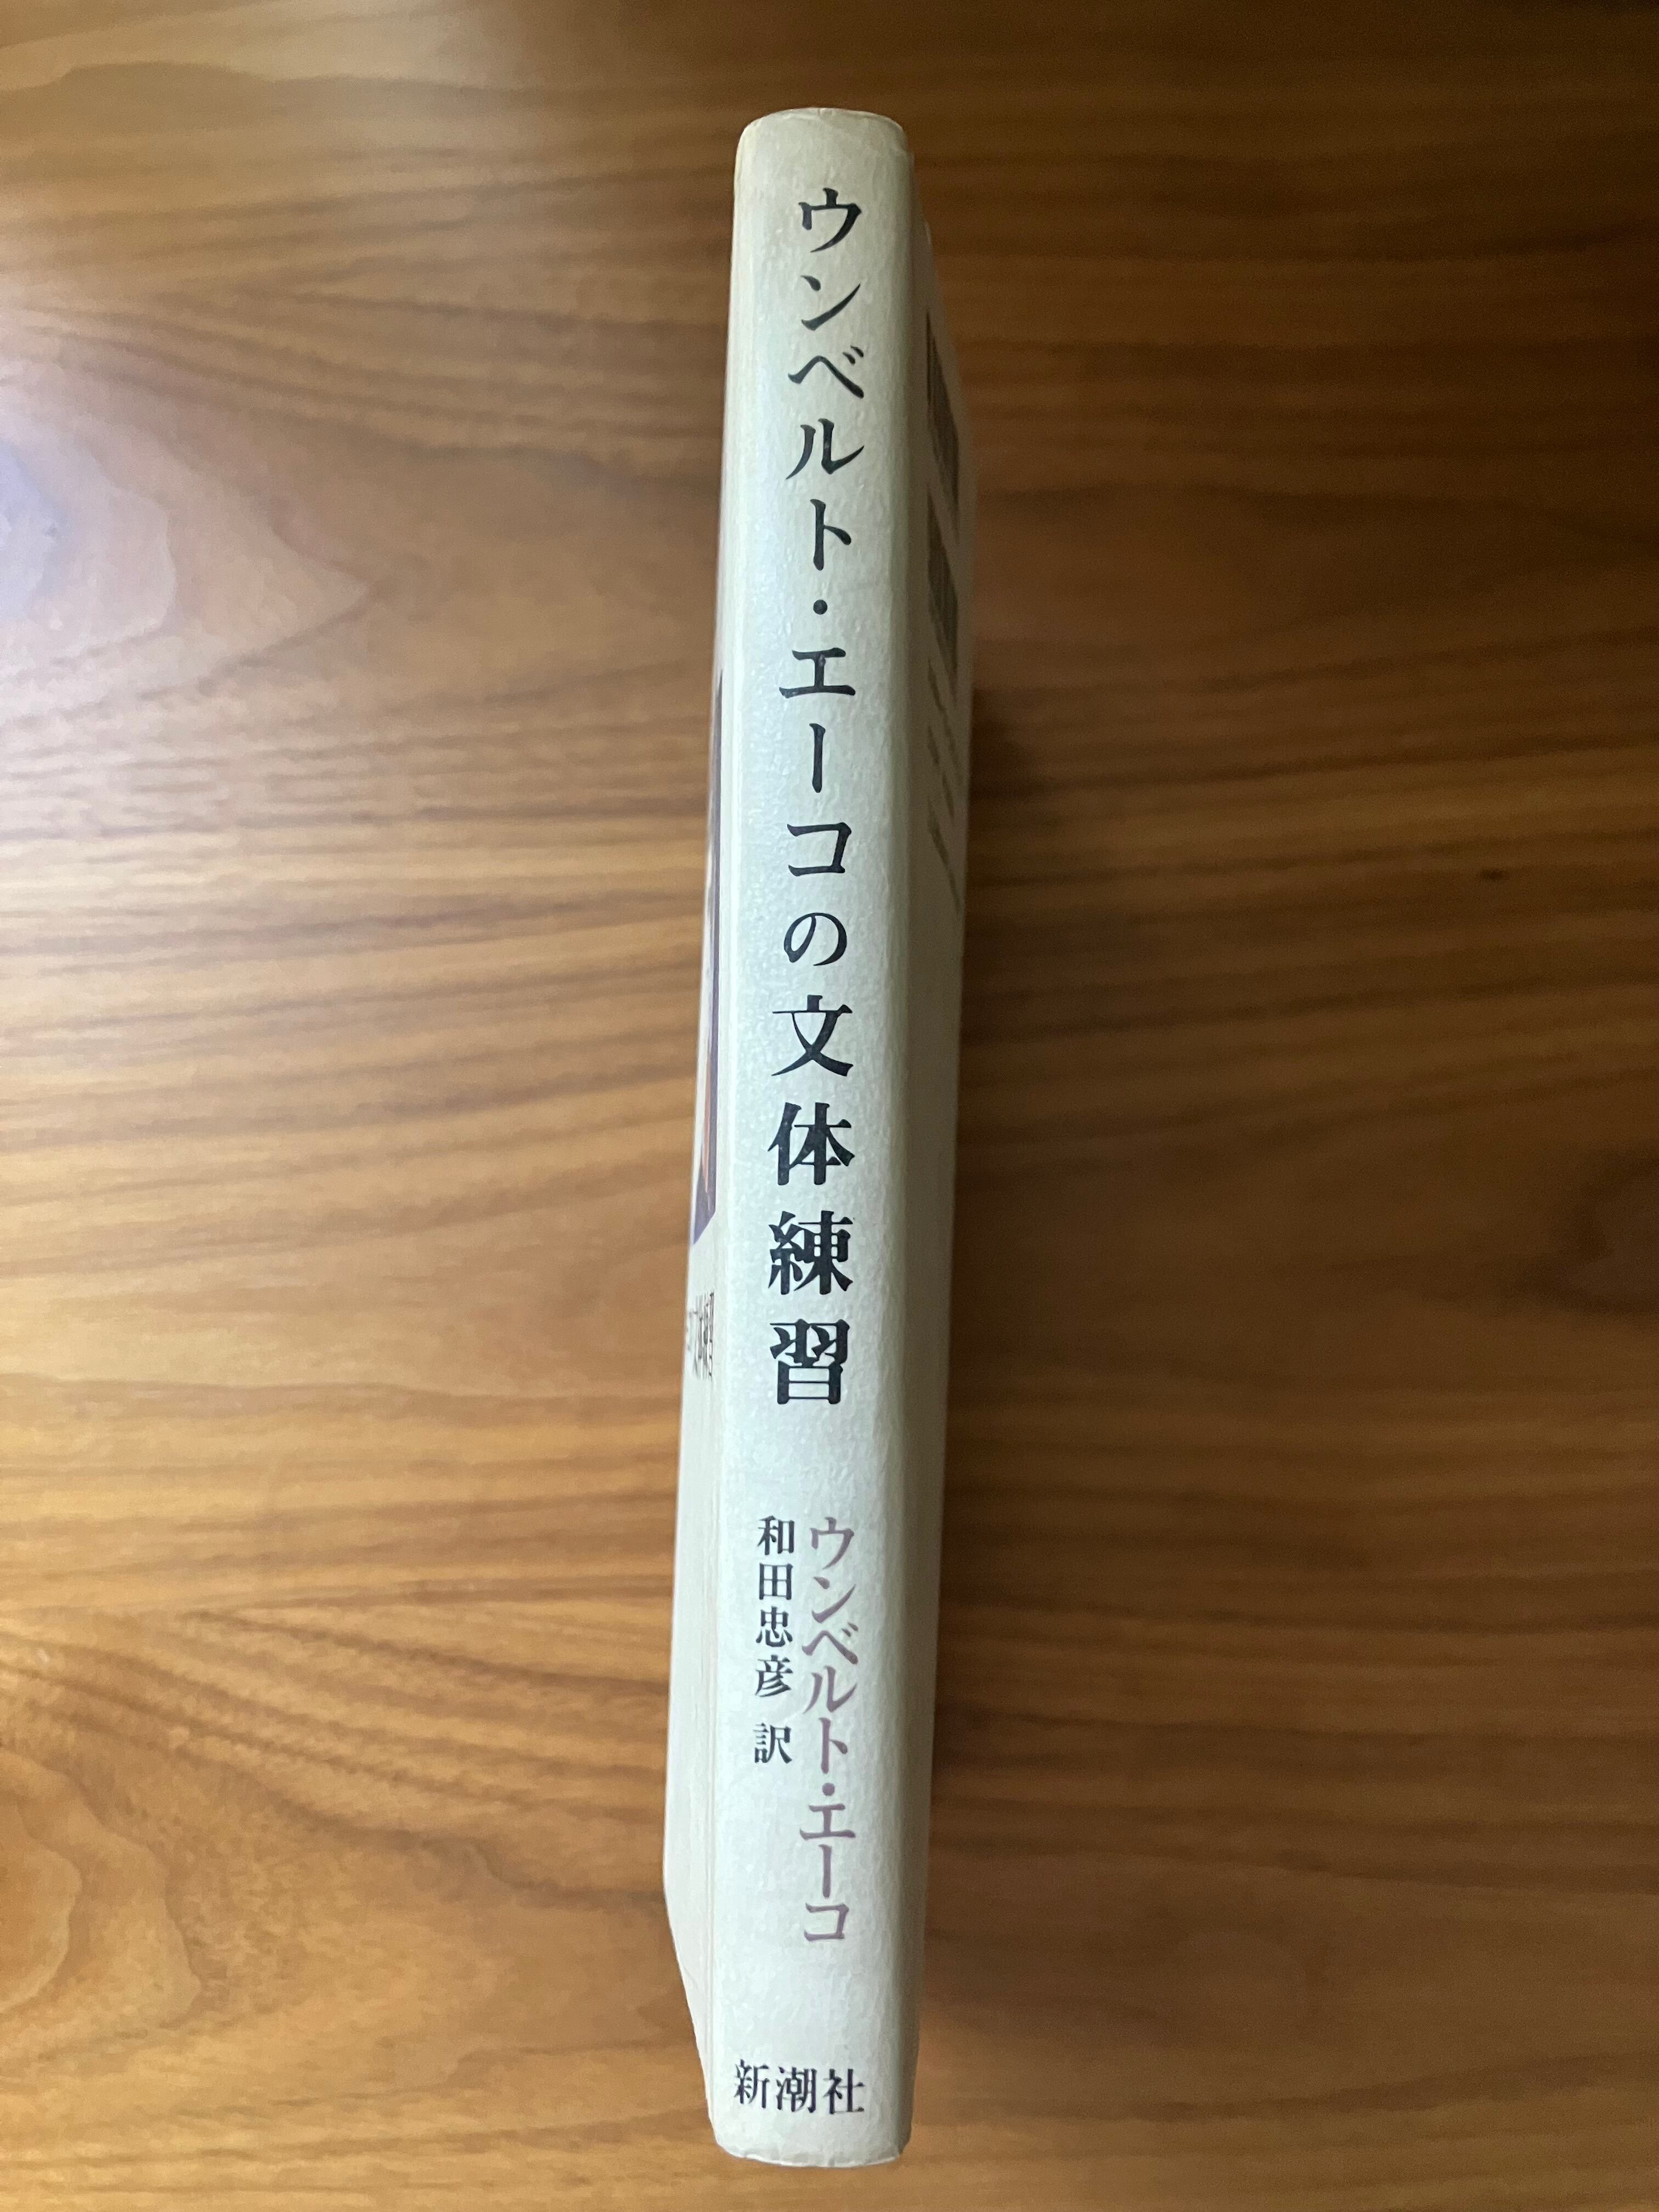 ウンベルト・エーコの文体練習
ウンベルト・エーコ
和田忠彦 訳
新潮社